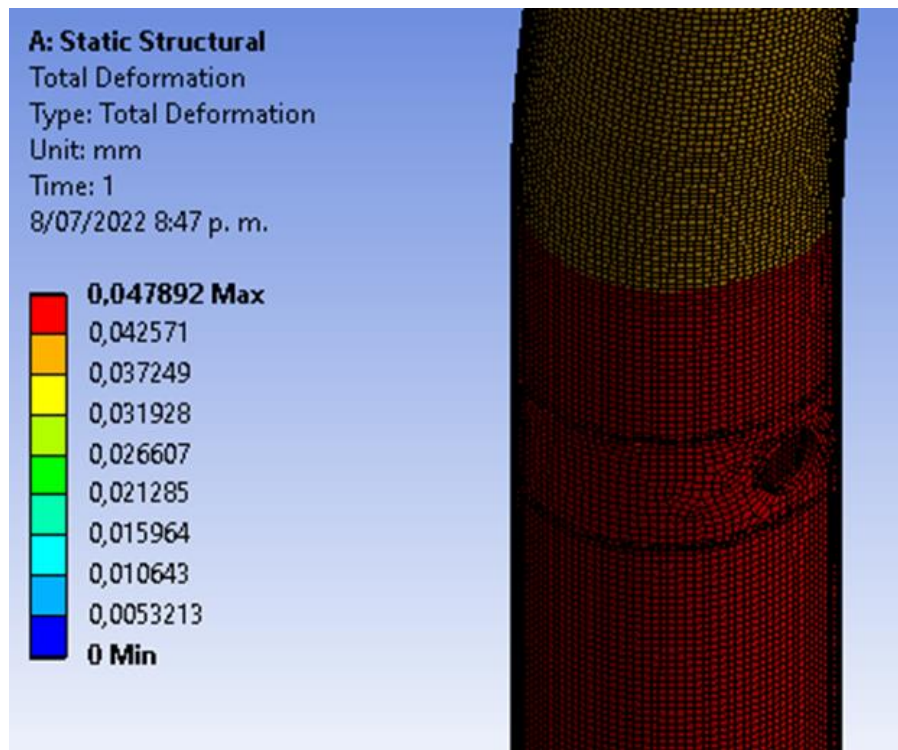 A: Static Structural
Total Deformation
Type: Total Deformation
Unit: mm
Time: 1
8/07/2022 8:47 p. m.
0,047892 Max
0,042571
0,037249
0,031928
0,026607
0,021285
0,015964
0,010643
0,0053213
0 Min